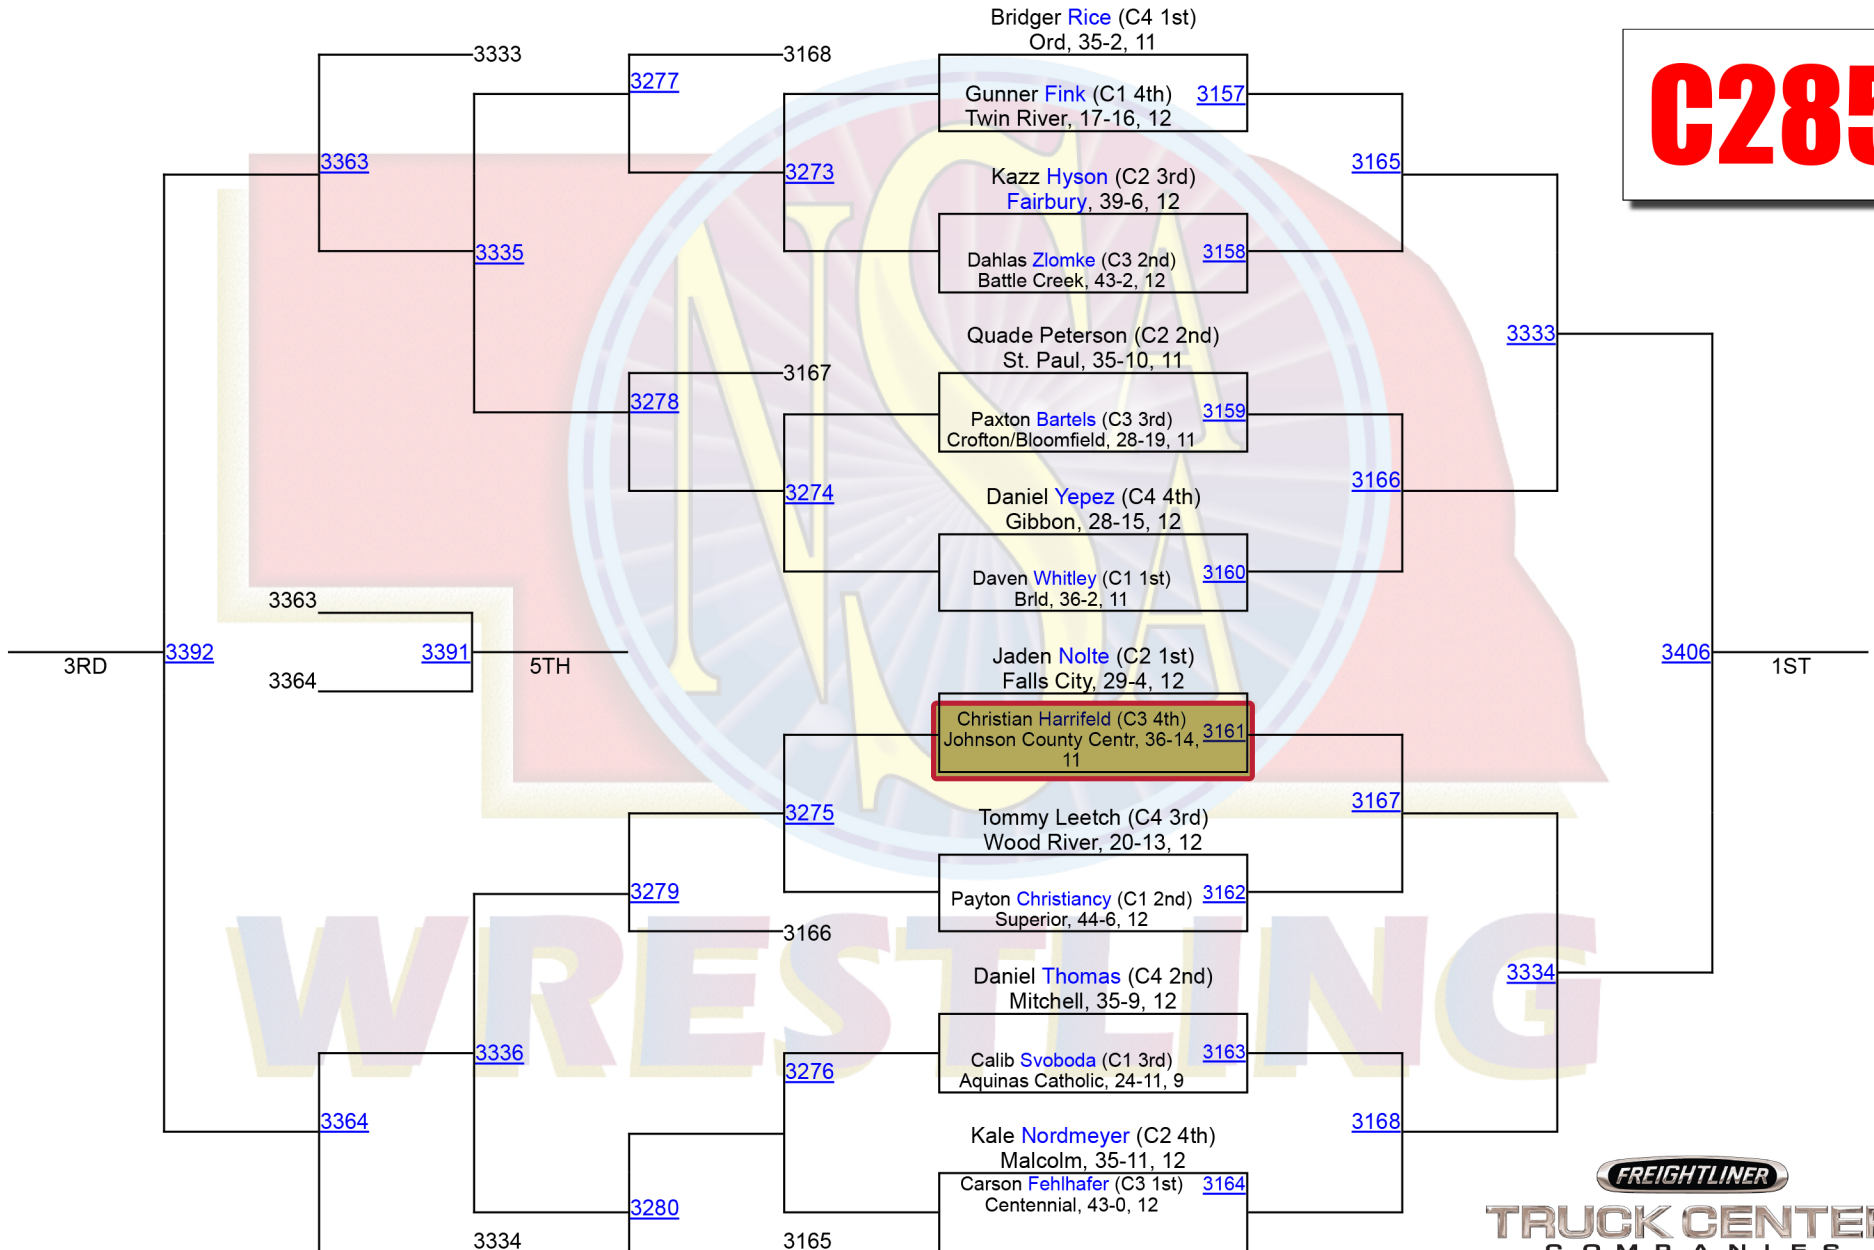 Bridger Rice (C4 1st)
Ord, 35-2, 11
3333
3168
3277
Gunner Fink (C1 4th)
Twin River, 17-16, 12
3157
C285
3363
3273
Kazz Hyson (C2 3rd)
Fairbury, 39-6, 12
3165
3335
Dahlas Zlomke (C3 2nd)
Battle Creek, 43-2, 12
3158
Quade Peterson (C2 2nd)
St. Paul, 35-10, 11
3333
3167
3278
Paxton Bartels (C3 3rd)
Crofton/Bloomfield, 28-19, 11
3159
3274
Daniel Yepez (C4 4th)
Gibbon, 28-15, 12
3166
Daven Whitley (C1 1st)
Brld, 36-2, 11
3160
3363
3RD
3392
3391
5TH
Jaden Nolte (C2 1st)
Falls City, 29-4, 12
3406
1ST
3364
Christian Harrifeld (C3 4th)
Johnson County Centr, 36-14,
11
3161
3275
Tommy Leetch (C4 3rd)
Wood River, 20-13, 12
3167
3279
Payton Christiancy (C1 2nd)
Superior, 44-6, 12
3162
3166
Daniel Thomas (C4 2nd)
Mitchell, 35-9, 12
3334
3336
3276
Calib Svoboda (C1 3rd)
Aquinas Catholic, 24-11, 9
3163
3364
Kale Nordmeyer (C2 4th)
Malcolm, 35-11, 12
3168
3280
Carson Fehlhafer (C3 1st)
Centennial, 43-0, 12
3164
3334
3165
NSAA
WRESTLING
FREIGHTLINER
TRUCK CENTER
COMPANIES